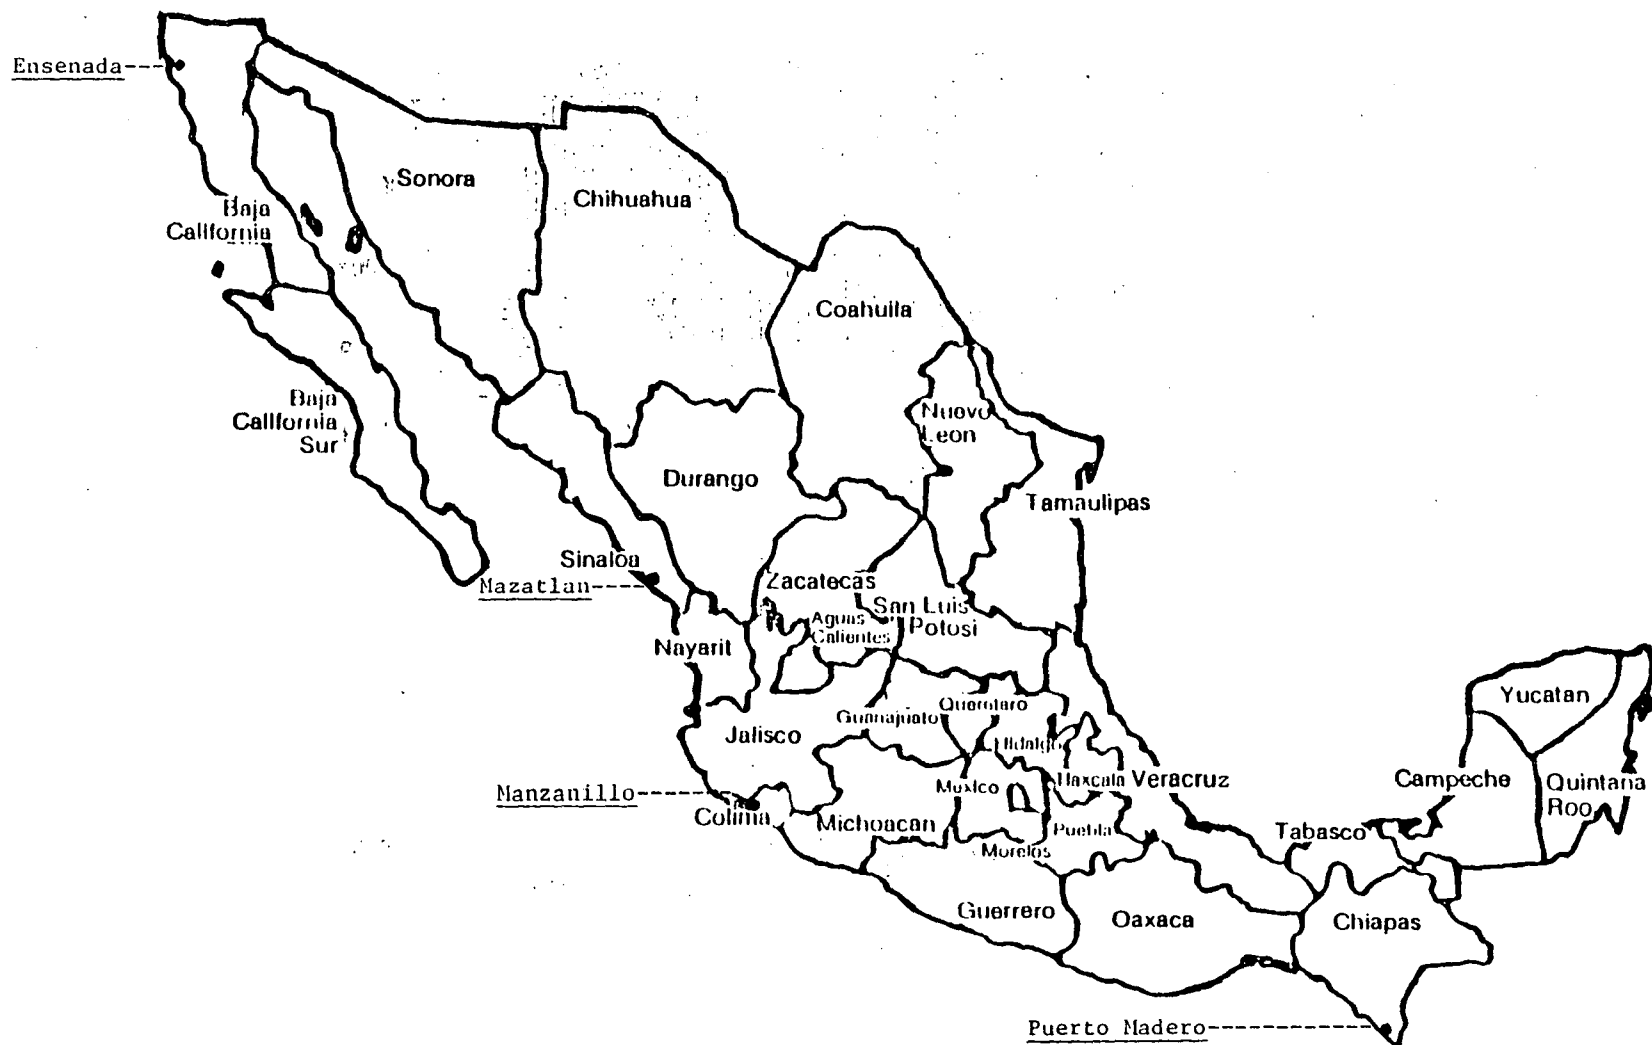 Ensenada
Sonora
Chihuahua
Baja
California
Coahuila
Baja
California
Sur
Nuevo
Leon
Durango
Tamaulipas
Sinaloa
Mazatlan
Zacatecas
San Luis
Potosi
Aguas
Calientes
Nayarit
Yucatan
Queretaro
Guanajuato
Jalisco
Hidalgo
Tlaxcala
Veracruz
Campeche
Quintana
Roo
Mexico
Manzanillo
Colima
Michoacan
Puebla
Tabasco
Morelos
Guerrero
Oaxaca
Chiapas
Puerto Madero